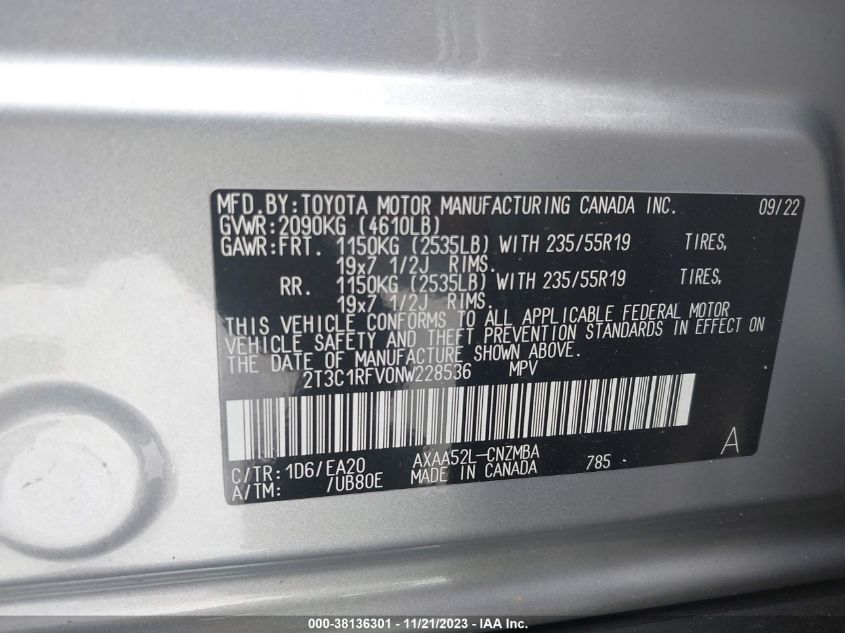 MFD.BY:TOYOTA MOTOR MANUFACTURING CANADA INC. 09/22
GVWR:2090KG (4610LB)
GAWR:FRT. 1150KG (2535LB) WITH 235/55R19 TIRES,
19x7 1/2J RIMS.
RR. 1150KG (2535LB) WITH 235/55R19 TIRES,
19x7 1/2J RIMS.
THIS VEHICLE CONFORMS TO ALL APPLICABLE FEDERAL MOTOR
VEHICLE SAFETY AND THEFT PREVENTION STANDARDS IN EFFECT ON
THE DATE OF MANUFACTURE SHOWN ABOVE.
2T3C1RFV0NW228536 MPV
A
C/TR:1D6/EA20 AXAA52L-CNZMBA 785
A/TM: /UB80E MADE IN CANADA
000-38136301 - 11/21/2023 - IAA Inc.